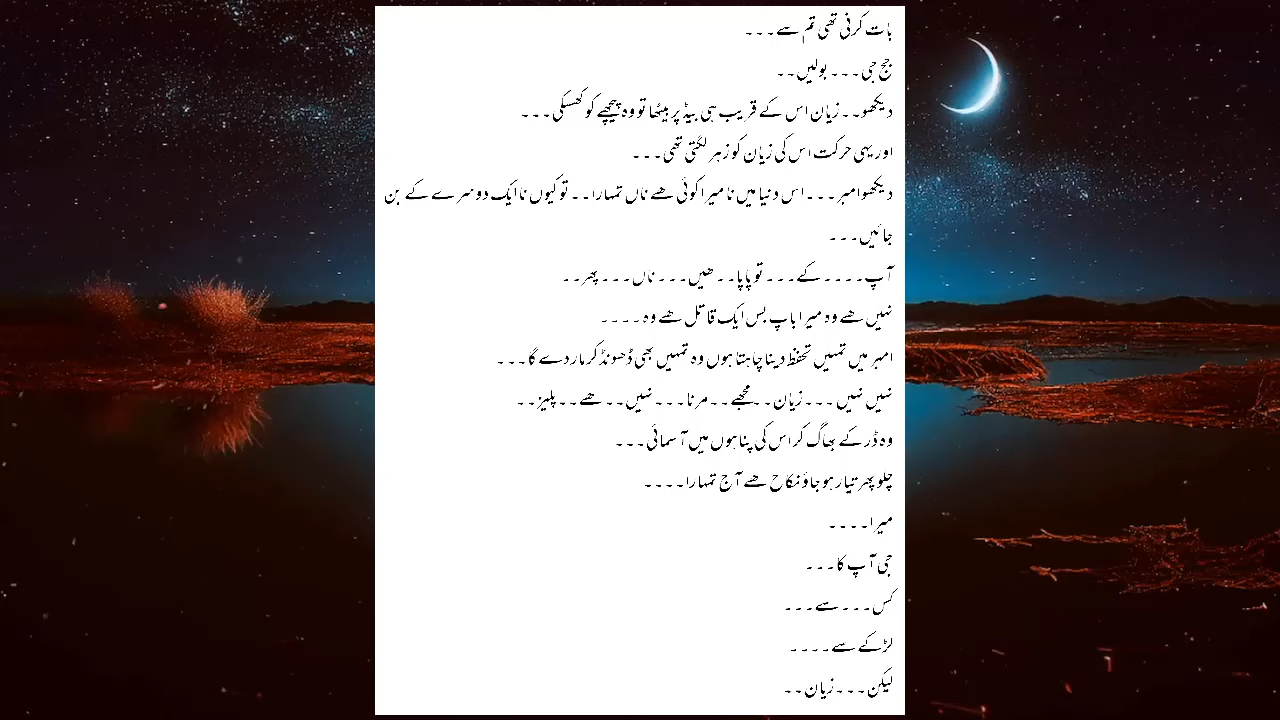 بات کرنی تھی تم سے۔۔۔
جج جی۔۔۔ بولیں۔۔
دیکھو۔۔زیان اس کے قریب ہی بیڈ پر بیٹھا تو وہ پیچھے کو کھسکی۔۔۔
اور یہی حرکت اس کی زیان کو زہر لگتی تھی۔۔۔
دیکھو امبر۔۔۔اس دنیا میں نا میرا کوئی ھے ناں تمہارا۔۔ تو کیوں نا ایک دوسرے کے بن
جائیں۔۔۔
آپ۔۔۔۔کے۔۔۔ تو پاپا۔۔ ھیں۔۔۔ ناں۔۔۔ پھر۔۔
نہیں ھے وہ میرا باپ بس ایک قاتل ھے وہ۔۔۔۔
امبر میں تمہیں تحفظ دینا چاہتا ہوں وہ تمہیں بھی ڈھونڈ کر مار دے گا۔۔۔
نہیں نہیں۔۔۔زیان۔۔مجھے۔۔مرنا۔۔۔نہیں۔۔ ھے۔۔پلیز۔۔
وہ ڈر کے بھاگ کر اس کی پناہوں میں آ سمائی۔۔۔
چلو پھر تیار ہو جاؤ نکاح ھے آج تمہارا۔۔۔۔
میرا۔۔۔۔
جی آپ کا۔۔۔
کس۔۔۔سے۔۔۔
لڑکے سے۔۔۔۔
لیکن۔۔۔زیان۔۔